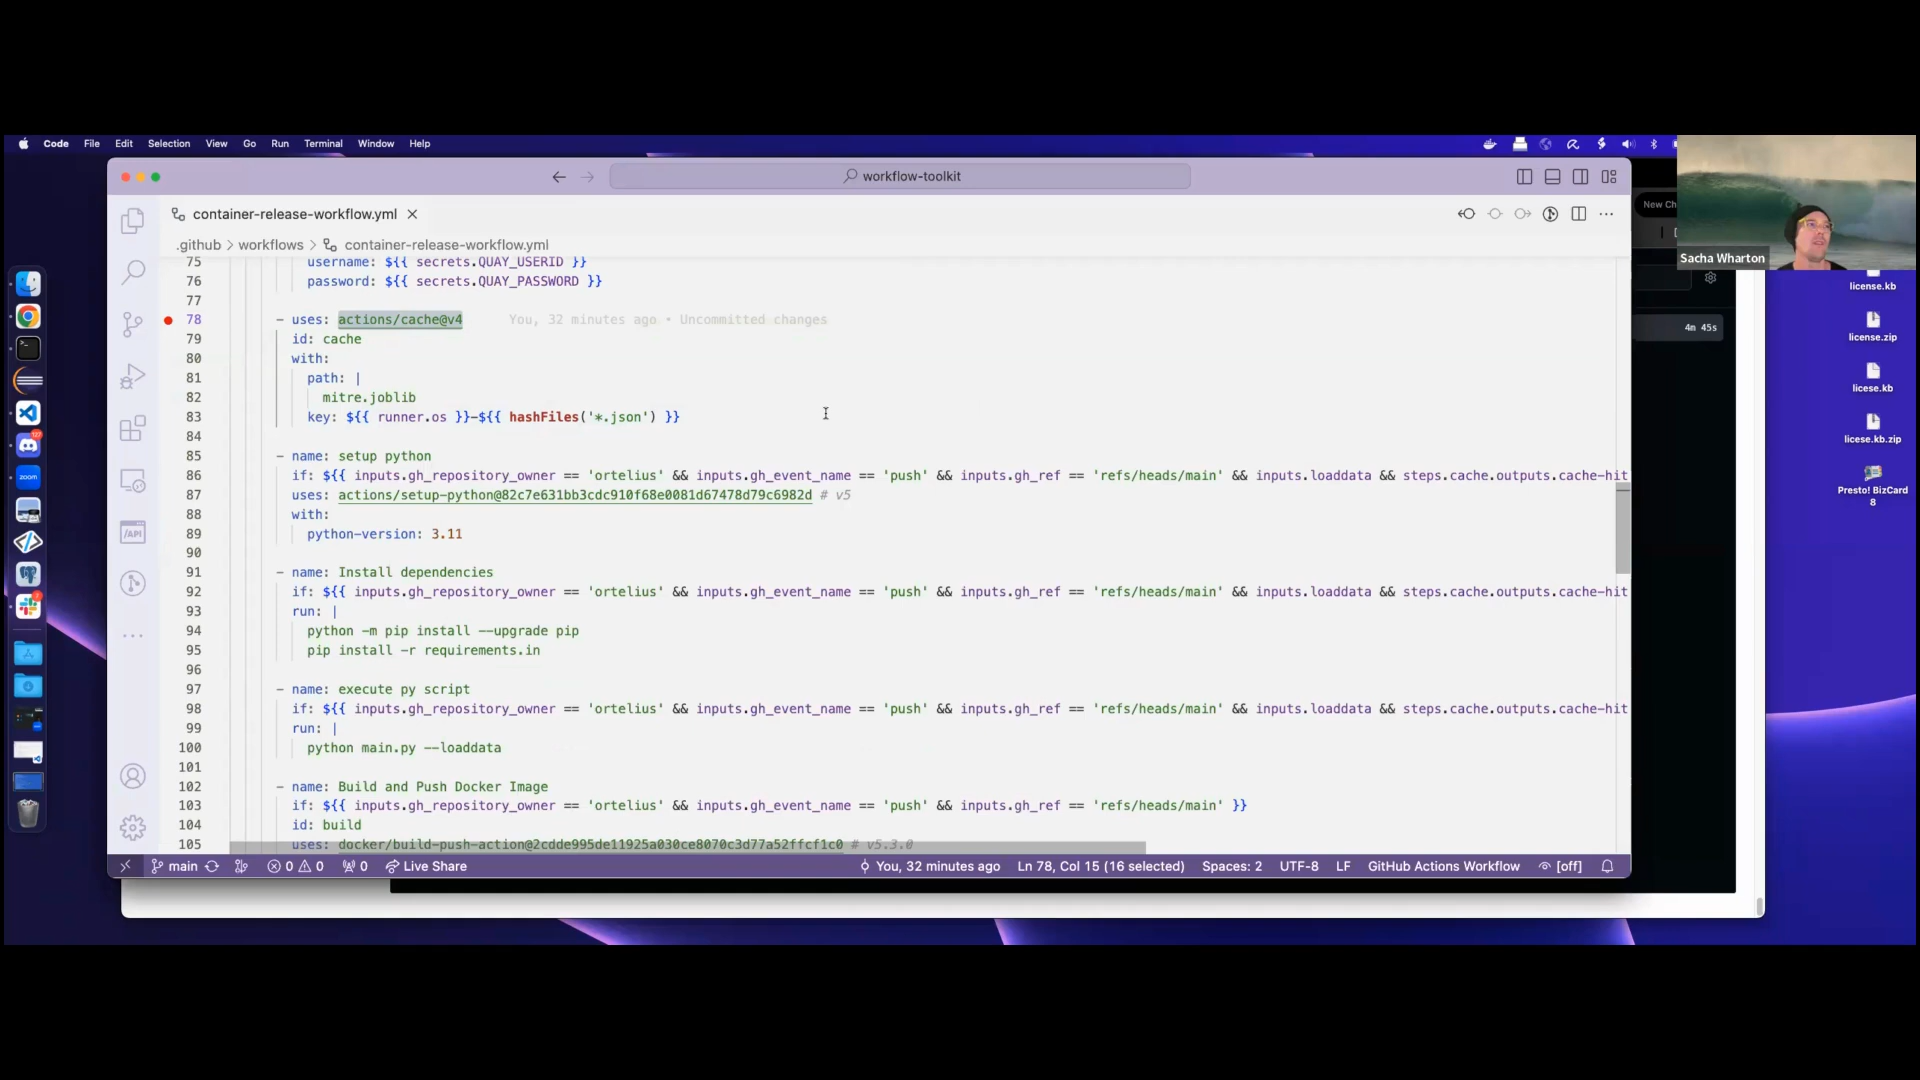 Code File Edit Selection View Go Run Terminal Window Help
workflow-toolkit
New Ch
Sacha Wharton
container-release-workflow.yml
.github > workflows > container-release-workflow.yml
75 username: ${{ secrets.QUAY_USERID }}
76 password: ${{ secrets.QUAY_PASSWORD }}
77
78 - uses: actions/cache@v4 You, 32 minutes ago • Uncommitted changes
79 id: cache
80 with:
81 path: |
82 mitre.joblib
83 key: ${{ runner.os }}-${{ hashFiles('*.json') }}
84
85 - name: setup python
86 if: ${{ inputs.gh_repository_owner == 'ortelius' && inputs.gh_event_name == 'push' && inputs.gh_ref == 'refs/heads/main' && inputs.loaddata && steps.cache.outputs.cache-hit
87 uses: actions/setup-python@82c7e631bb3cdc910f68e0081d67478d79c6982d # v5
88 with:
89 python-version: 3.11
90
91 - name: Install dependencies
92 if: ${{ inputs.gh_repository_owner == 'ortelius' && inputs.gh_event_name == 'push' && inputs.gh_ref == 'refs/heads/main' && inputs.loaddata && steps.cache.outputs.cache-hit
93 run: |
94 python -m pip install --upgrade pip
95 pip install -r requirements.in
96
97 - name: execute py script
98 if: ${{ inputs.gh_repository_owner == 'ortelius' && inputs.gh_event_name == 'push' && inputs.gh_ref == 'refs/heads/main' && inputs.loaddata && steps.cache.outputs.cache-hit
99 run: |
100 python main.py --loaddata
101
102 - name: Build and Push Docker Image
103 if: ${{ inputs.gh_repository_owner == 'ortelius' && inputs.gh_event_name == 'push' && inputs.gh_ref == 'refs/heads/main' }}
104 id: build
105 uses: docker/build-push-action@2cdde995de11925a030ce8070c3d77a52ffcf1c0 # v5.3.0
main 0 0 0 Live Share You, 32 minutes ago Ln 78, Col 15 (16 selected) Spaces: 2 UTF-8 LF GitHub Actions Workflow [off]
/API
zoom
4m 45s
license.kb
license.zip
licese.kb
licese.kb.zip
Presto! BizCard
8